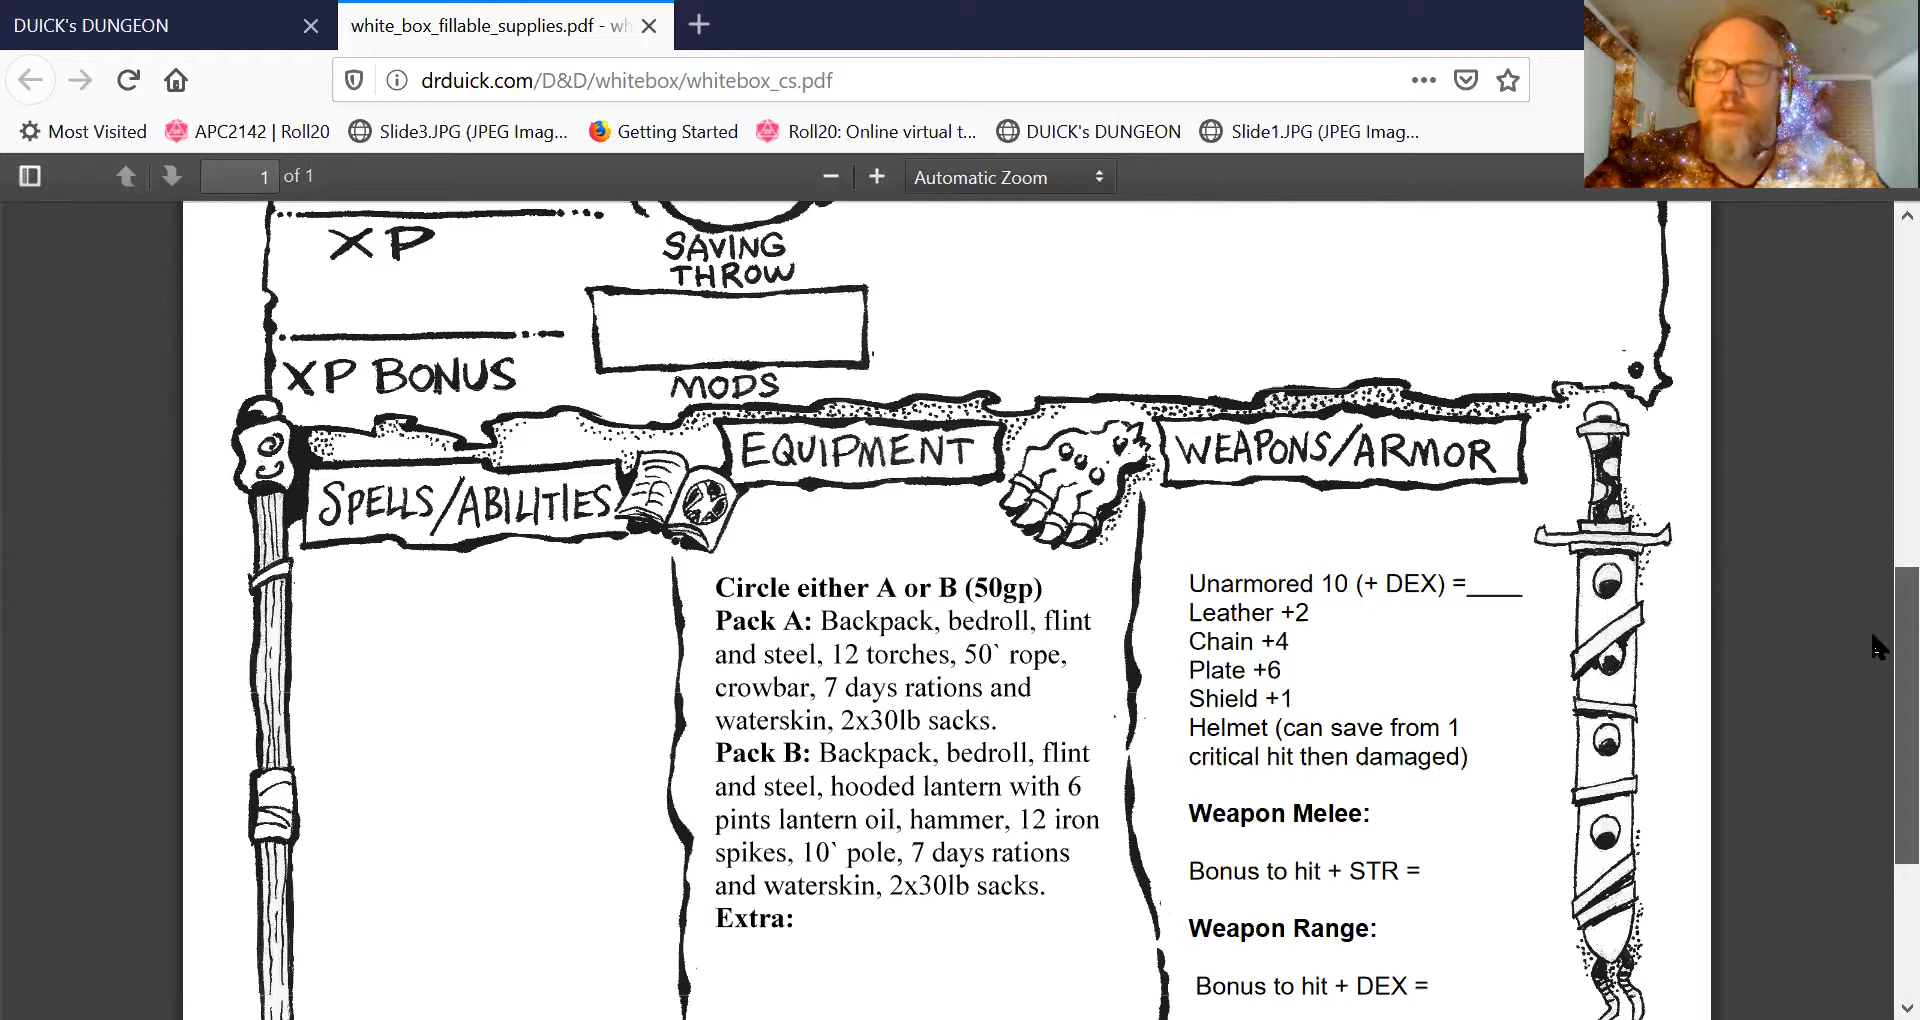 DUICK's DUNGEON
white_box_fillable_supplies.pdf - wh
drduick.com/D&D/whitebox/whitebox_cs.pdf
Most Visited
APC2142 | Roll20
Slide3.JPG (JPEG Imag...
Getting Started
Roll20: Online virtual t...
DUICK's DUNGEON
Slide1.JPG (JPEG Imag...
1 of 1
Automatic Zoom
XP
SAVING
THROW
XP BONUS
MODS
SPELLS/ABILITIES
EQUIPMENT
Circle either A or B (50gp)
Pack A: Backpack, bedroll, flint
and steel, 12 torches, 50` rope,
crowbar, 7 days rations and
waterskin, 2x30lb sacks.
Pack B: Backpack, bedroll, flint
and steel, hooded lantern with 6
pints lantern oil, hammer, 12 iron
spikes, 10` pole, 7 days rations
and waterskin, 2x30lb sacks.
Extra:
WEAPONS/ARMOR
Unarmored 10 (+ DEX) =____
Leather +2
Chain +4
Plate +6
Shield +1
Helmet (can save from 1
critical hit then damaged)
Weapon Melee:
Bonus to hit + STR =
Weapon Range:
Bonus to hit + DEX =